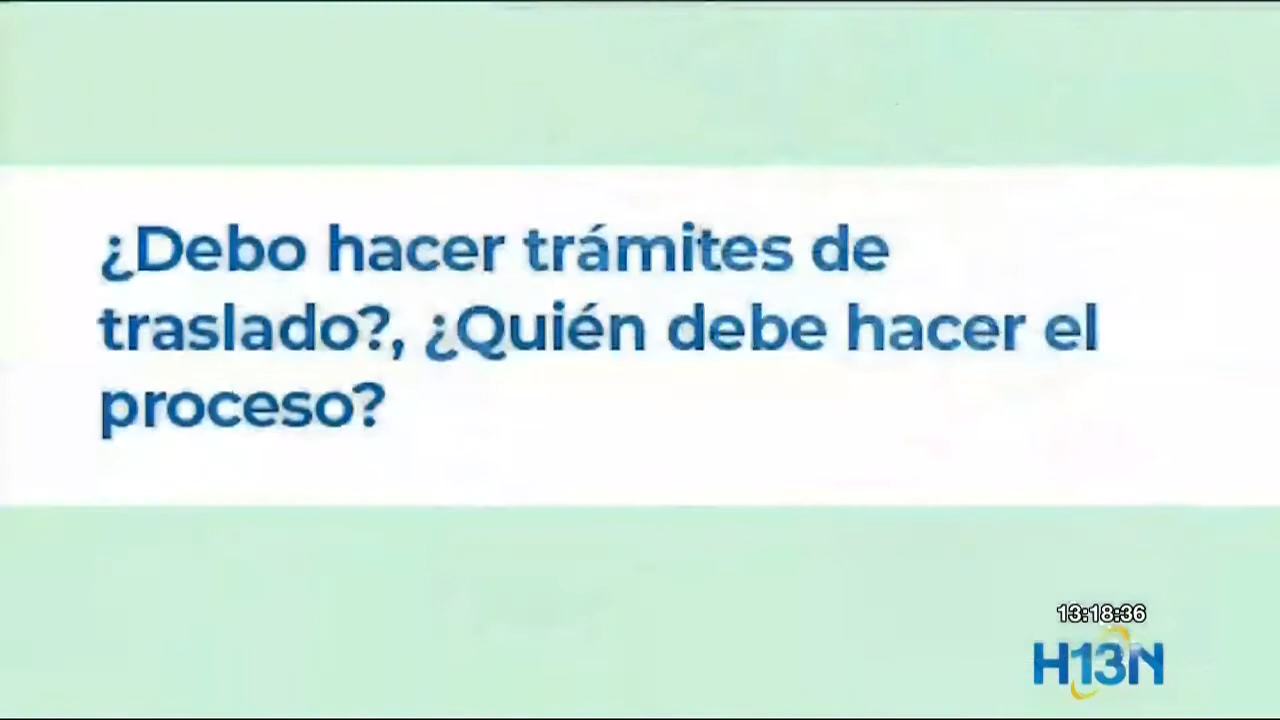 ¿Debo hacer trámites de
traslado?, ¿Quién debe hacer el
proceso?
13:18:36
H13N